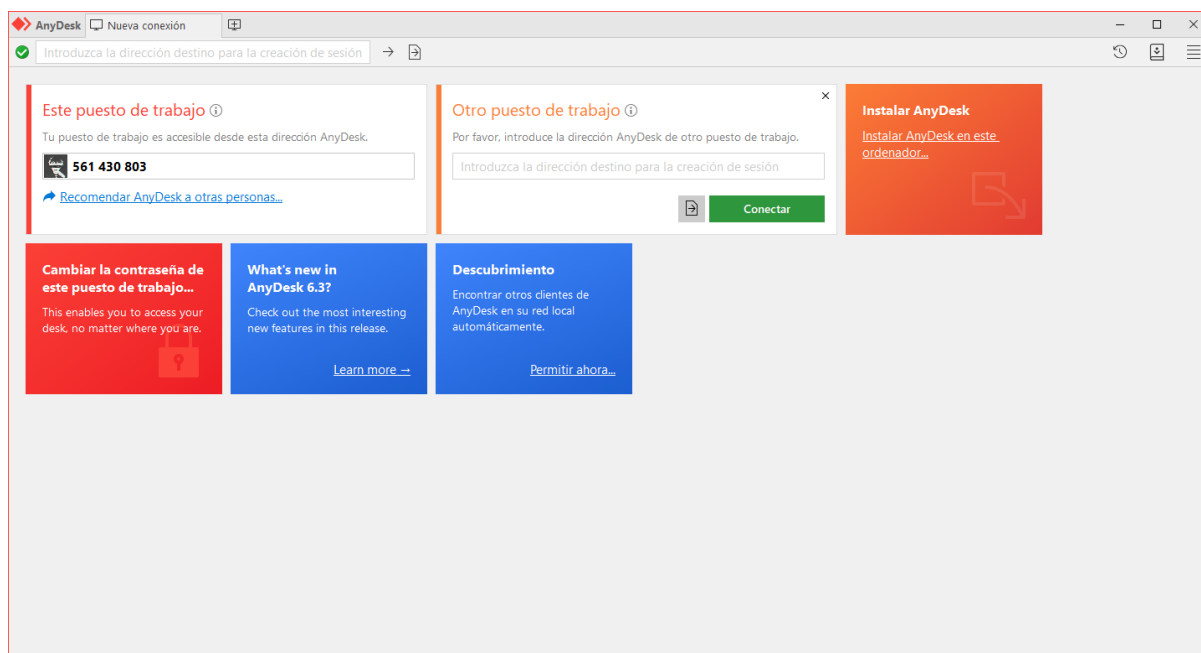 AnyDesk
Nueva conexión
Introduzca la dirección destino para la creación de sesión
Este puesto de trabajo
Tu puesto de trabajo es accesible desde esta dirección AnyDesk.
561 430 803
Recomendar AnyDesk a otras personas...
Otro puesto de trabajo
Por favor, introduce la dirección AnyDesk de otro puesto de trabajo.
Introduzca la dirección destino para la creación de sesión
Conectar
Instalar AnyDesk
Instalar AnyDesk en este
ordenador...
Cambiar la contraseña de
este puesto de trabajo...
This enables you to access your
desk, no matter where you are.
What's new in
AnyDesk 6.3?
Check out the most interesting
new features in this release.
Learn more →
Descubrimiento
Encontrar otros clientes de
AnyDesk en su red local
automáticamente.
Permitir ahora...